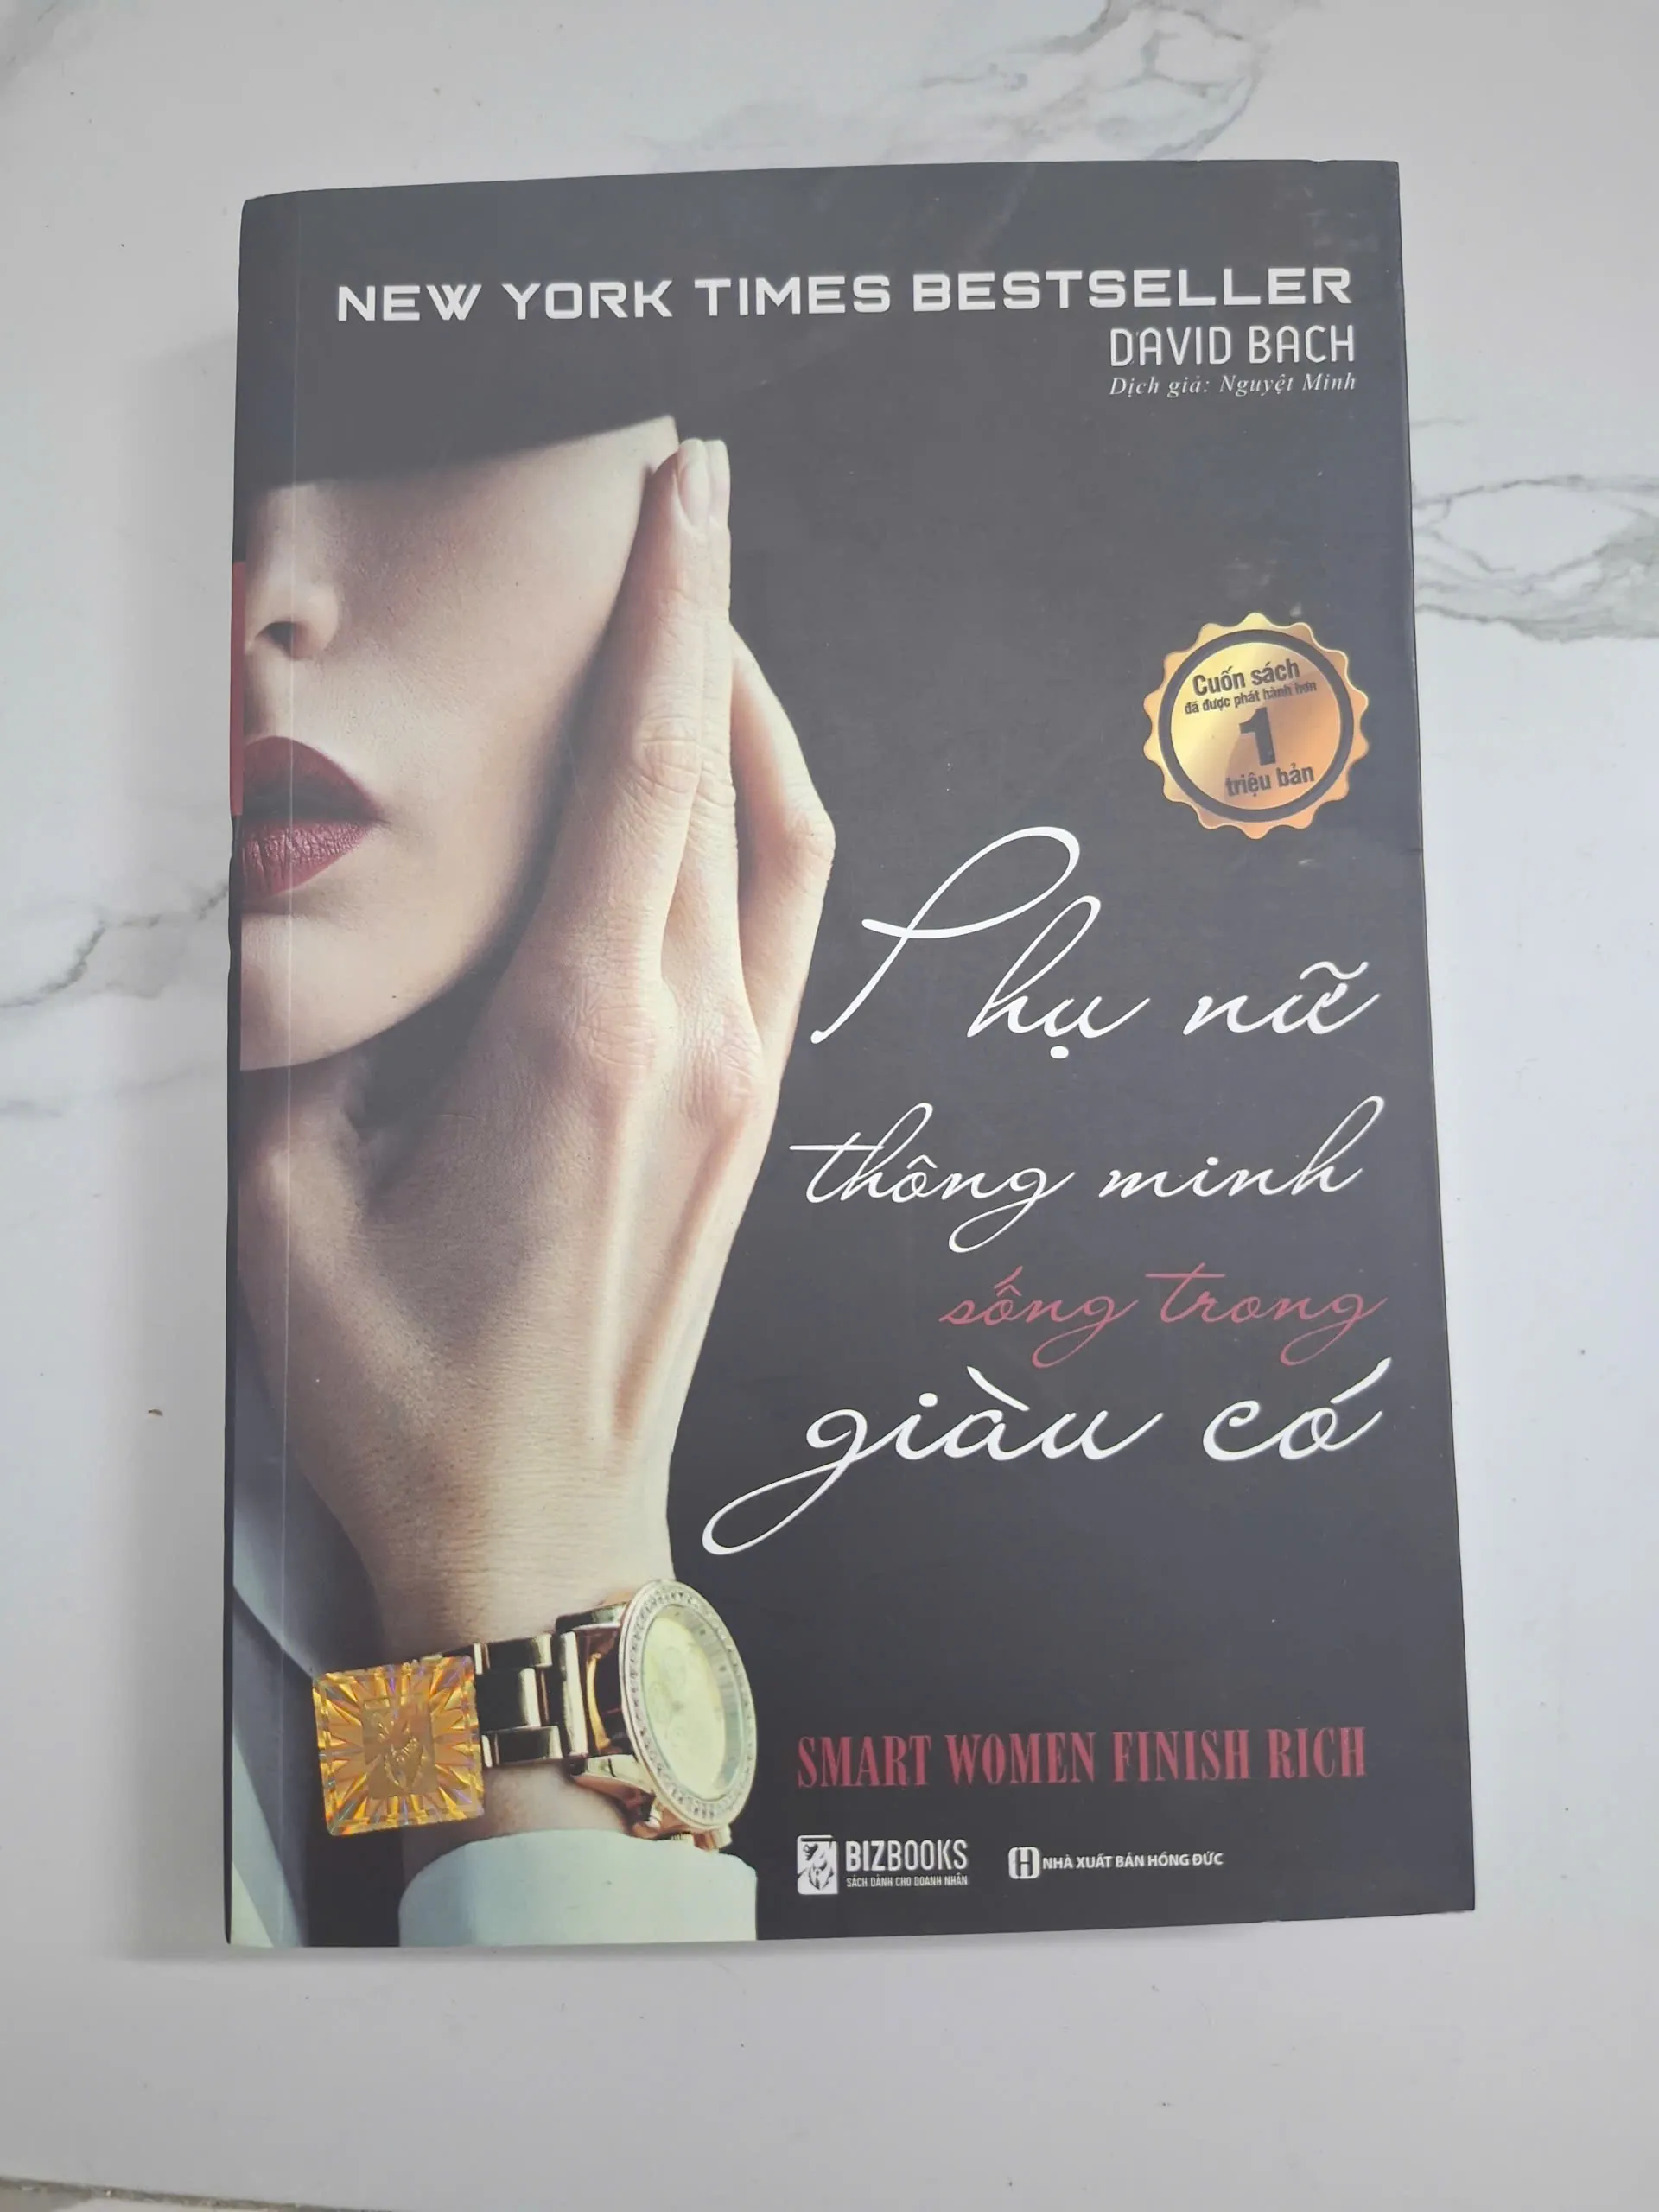 NEW YORK TIMES BESTSELLER
DAVID BACH
Dịch giả: Nguyệt Minh
Cuốn sách
đã được phát hành hơn
1
triệu bản
Phụ nữ
thông minh
sống trong
giàu có
SMART WOMEN FINISH RICH
BIZBOOKS
SÁCH DÀNH CHO DOANH NHÂN
NHÀ XUẤT BẢN HỒNG ĐỨC